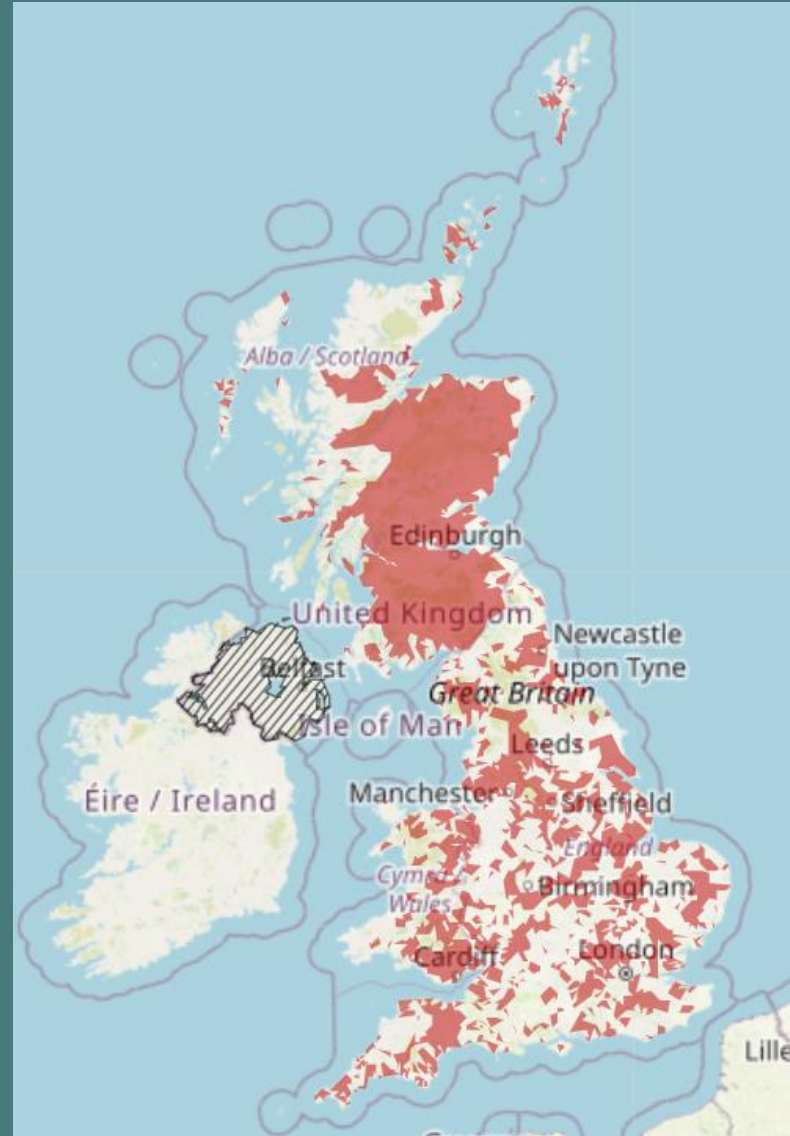 Alba / Scotland
Edinburgh
United Kingdom
Newcastle
upon Tyne
Belfast
Great Britain
Isle of Man
Leeds
Éire / Ireland
Manchester
Sheffield
England
Cymru /
Wales
Birmingham
Cardiff
London
Lille